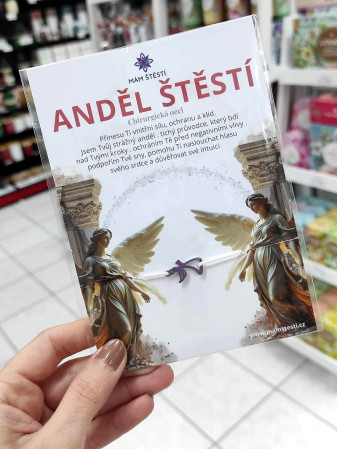 MÁM ŠTĚSTÍ
ANDĚL ŠTĚSTÍ
Chirurgická ocel
Přinesu Ti vnitřní sílu, ochranu a klid.
Jsem Tvůj strážný anděl - tichý průvodce, který bdí
nad Tvými kroky - ochráním Tě před negativními vlivy -
podpořím Tvé sny, pomohu Ti naslouchat hlasu
svého srdce a důvěřovat své intuici
www.mamstesti.cz